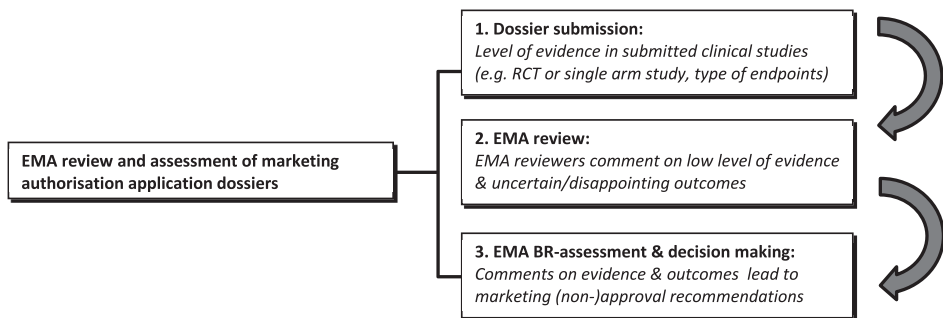 EMA review and assessment of marketing
authorisation application dossiers
1. Dossier submission:
Level of evidence in submitted clinical studies
(e.g. RCT or single arm study, type of endpoints)
2. EMA review:
EMA reviewers comment on low level of evidence
& uncertain/disappointing outcomes
3. EMA BR-assessment & decision making:
Comments on evidence & outcomes lead to
marketing (non-)approval recommendations